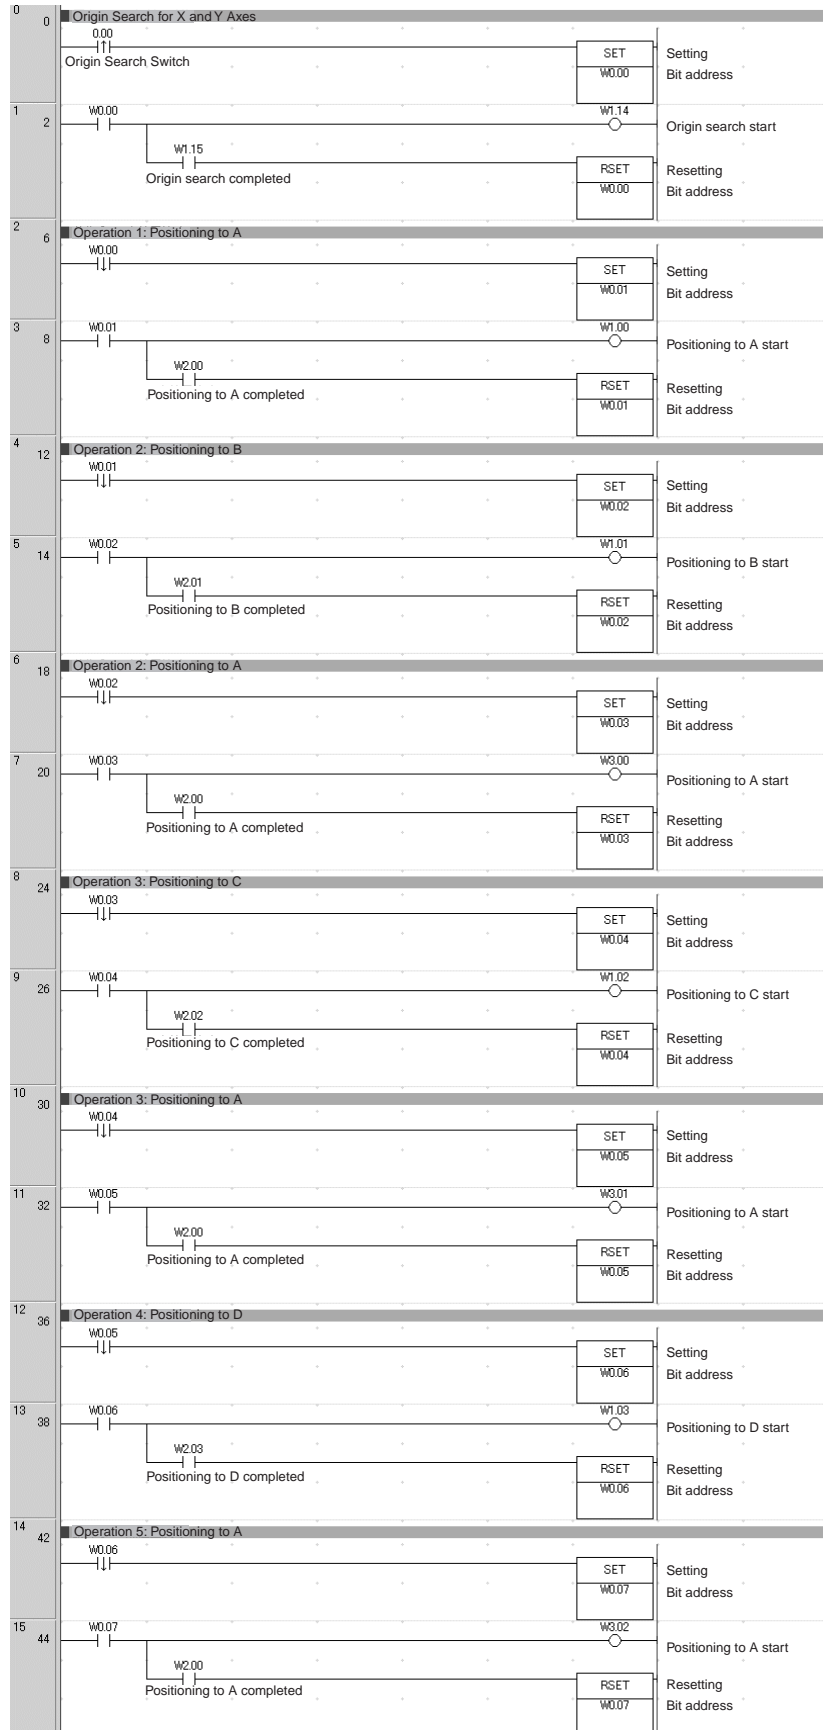 0
0
Origin Search for X and Y Axes
0.00
Origin Search Switch
SET
Setting
W0.00
Bit address
1
2
W0.00
W1.14
Origin search start
W1.15
Origin search completed
RSET
Resetting
W0.00
Bit address
2
6
Operation 1: Positioning to A
W0.00
SET
Setting
W0.01
Bit address
3
8
W0.01
W1.00
Positioning to A start
W2.00
Positioning to A completed
RSET
Resetting
W0.01
Bit address
4
12
Operation 2: Positioning to B
W0.01
SET
Setting
W0.02
Bit address
5
14
W0.02
W1.01
Positioning to B start
W2.01
Positioning to B completed
RSET
Resetting
W0.02
Bit address
6
18
Operation 2: Positioning to A
W0.02
SET
Setting
W0.03
Bit address
7
20
W0.03
W3.00
Positioning to A start
W2.00
Positioning to A completed
RSET
Resetting
W0.03
Bit address
8
24
Operation 3: Positioning to C
W0.03
SET
Setting
W0.04
Bit address
9
26
W0.04
W1.02
Positioning to C start
W2.02
Positioning to C completed
RSET
Resetting
W0.04
Bit address
10
30
Operation 3: Positioning to A
W0.04
SET
Setting
W0.05
Bit address
11
32
W0.05
W3.01
Positioning to A start
W2.00
Positioning to A completed
RSET
Resetting
W0.05
Bit address
12
36
Operation 4: Positioning to D
W0.05
SET
Setting
W0.06
Bit address
13
38
W0.06
W1.03
Positioning to D start
W2.03
Positioning to D completed
RSET
Resetting
W0.06
Bit address
14
42
Operation 5: Positioning to A
W0.06
SET
Setting
W0.07
Bit address
15
44
W0.07
W3.02
Positioning to A start
W2.00
Positioning to A completed
RSET
Resetting
W0.07
Bit address